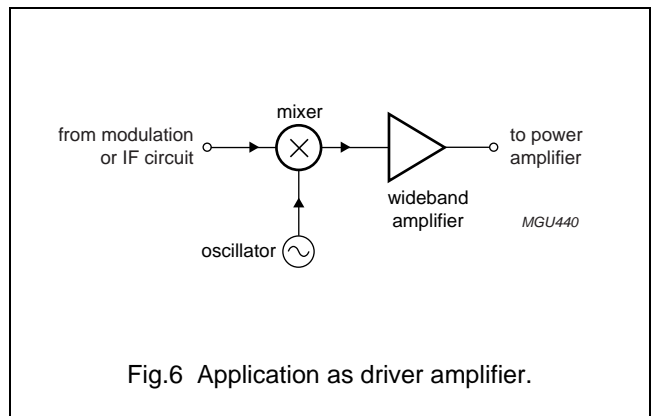 mixer
from modulation
or IF circuit
to power
amplifier
wideband
amplifier
MGU440
oscillator
Fig.6 Application as driver amplifier.